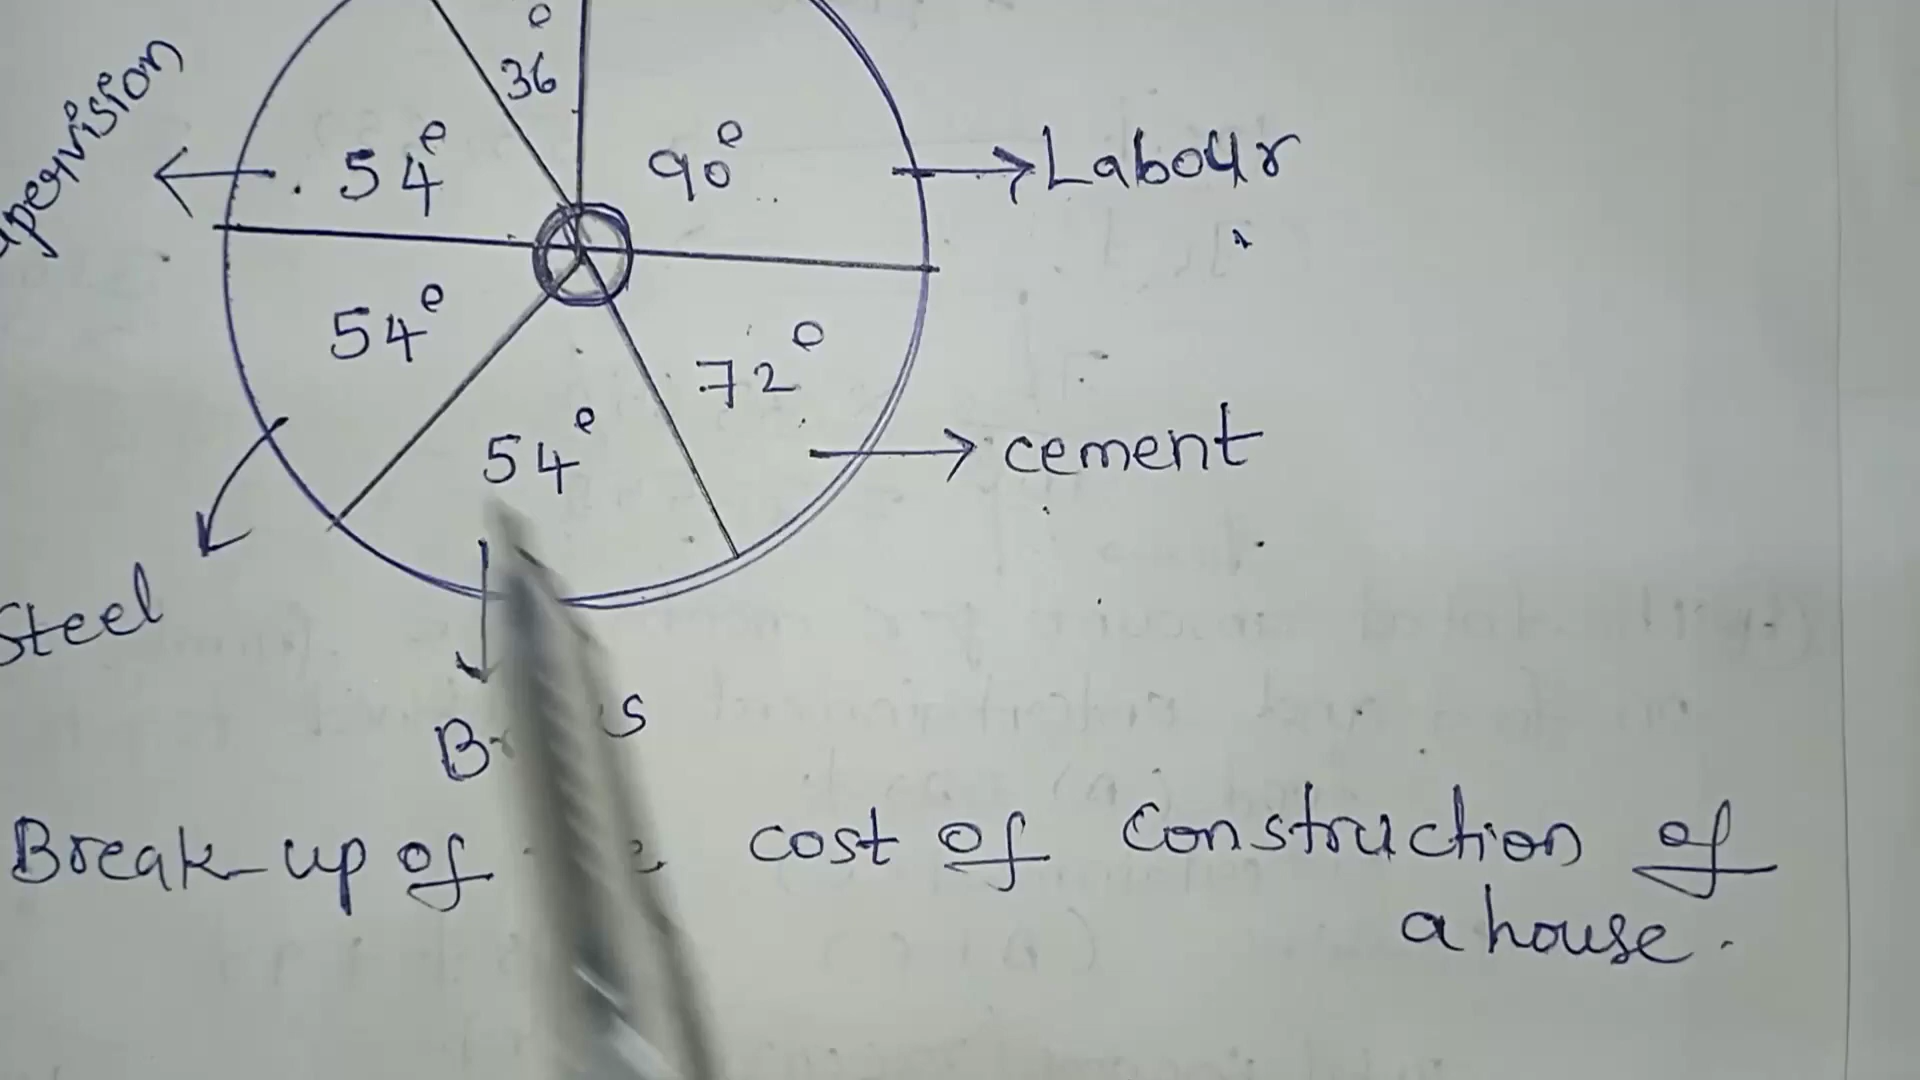 36°
54°
90°
Labour
54°
72°
54°
cement
Steel
Break-up of
cost of construction of
a house.